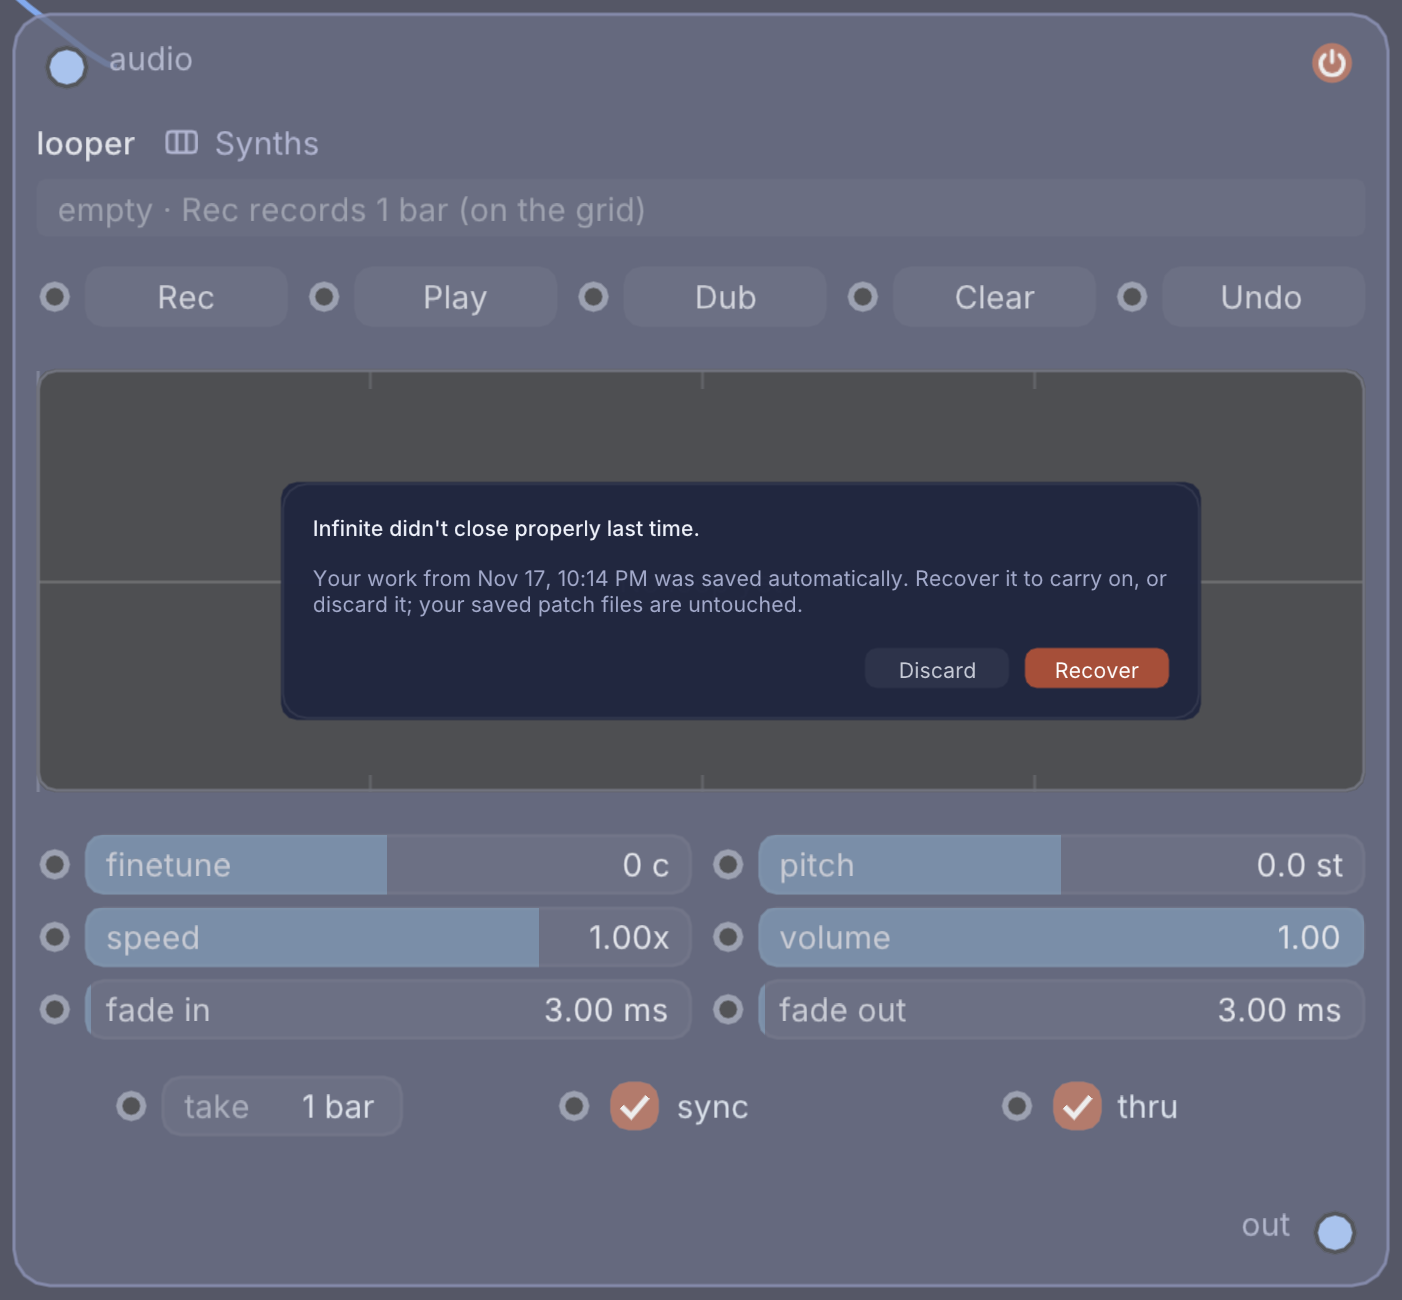 audio
looper Synths
empty · Rec records 1 bar (on the grid)
Rec Play Dub Clear Undo
Infinite didn't close properly last time.
Your work from Nov 17, 10:14 PM was saved automatically. Recover it to carry on, or
discard it; your saved patch files are untouched.
Discard Recover
finetune 0 c pitch 0.0 st
speed 1.00x volume 1.00
fade in 3.00 ms fade out 3.00 ms
take 1 bar sync thru
out